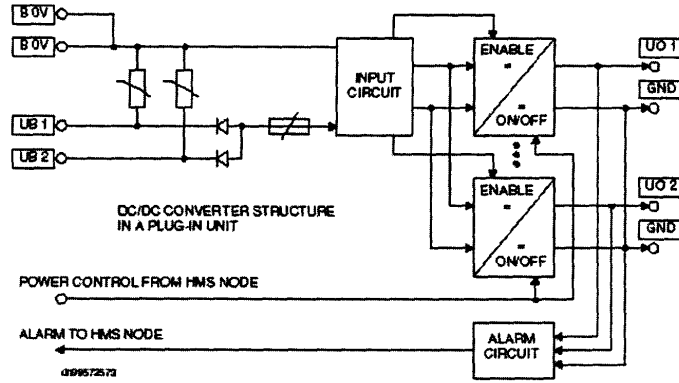 B 0V
B 0V
UB 1
UB 2
INPUT
CIRCUIT
ENABLE
=
=
ON/OFF
UO 1
GND
ENABLE
=
=
ON/OFF
UO 2
GND
DC/DC CONVERTER STRUCTURE
IN A PLUG-IN UNIT
POWER CONTROL FROM HMS NODE
ALARM TO HMS NODE
ALARM
CIRCUIT